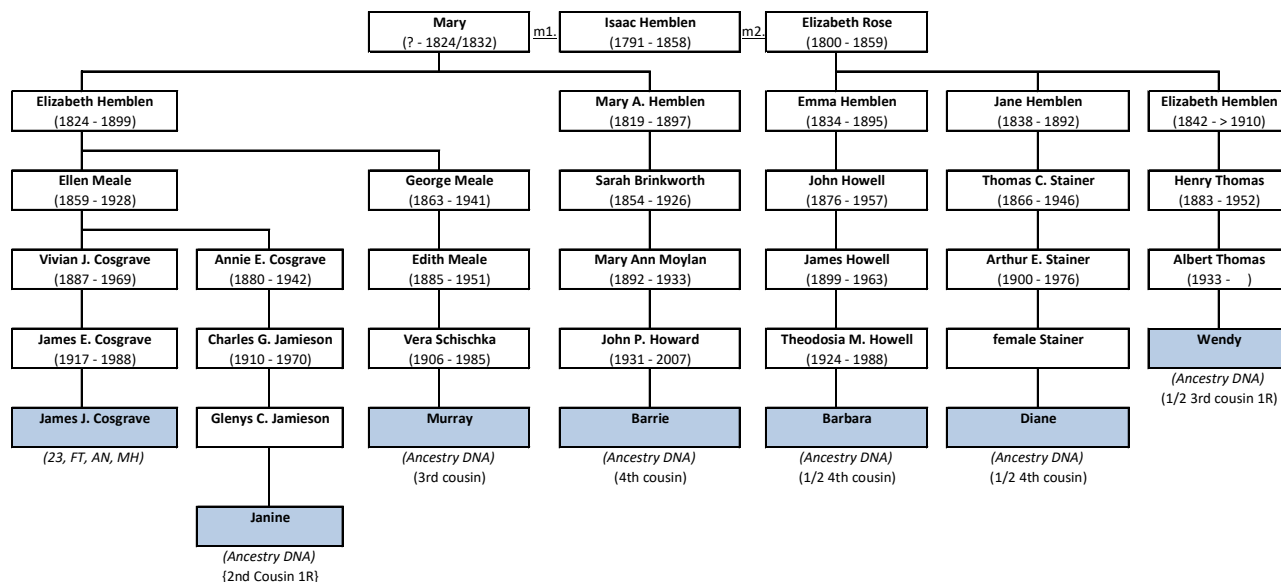 Mary
(? - 1824/1832)
m1.
Isaac Hemblen
(1791 - 1858)
m2.
Elizabeth Rose
(1800 - 1859)
Elizabeth Hemblen
(1824 - 1899)
Mary A. Hemblen
(1819 - 1897)
Emma Hemblen
(1834 - 1895)
Jane Hemblen
(1838 - 1892)
Elizabeth Hemblen
(1842 - > 1910)
Ellen Meale
(1859 - 1928)
George Meale
(1863 - 1941)
Sarah Brinkworth
(1854 - 1926)
John Howell
(1876 - 1957)
Thomas C. Stainer
(1866 - 1946)
Henry Thomas
(1883 - 1952)
Vivian J. Cosgrave
(1887 - 1969)
Annie E. Cosgrave
(1880 - 1942)
Edith Meale
(1885 - 1951)
Mary Ann Moylan
(1892 - 1933)
James Howell
(1899 - 1963)
Arthur E. Stainer
(1900 - 1976)
Albert Thomas
(1933 -     )
James E. Cosgrave
(1917 - 1988)
Charles G. Jamieson
(1910 - 1970)
Vera Schischka
(1906 - 1985)
John P. Howard
(1931 - 2007)
Theodosia M. Howell
(1924 - 1988)
female Stainer
Wendy
(Ancestry DNA)
(1/2 3rd cousin 1R)
James J. Cosgrave
(23, FT, AN, MH)
Glenys C. Jamieson
Murray
(Ancestry DNA)
(3rd cousin)
Barrie
(Ancestry DNA)
(4th cousin)
Barbara
(Ancestry DNA)
(1/2 4th cousin)
Diane
(Ancestry DNA)
(1/2 4th cousin)
Janine
(Ancestry DNA)
{2nd Cousin 1R}